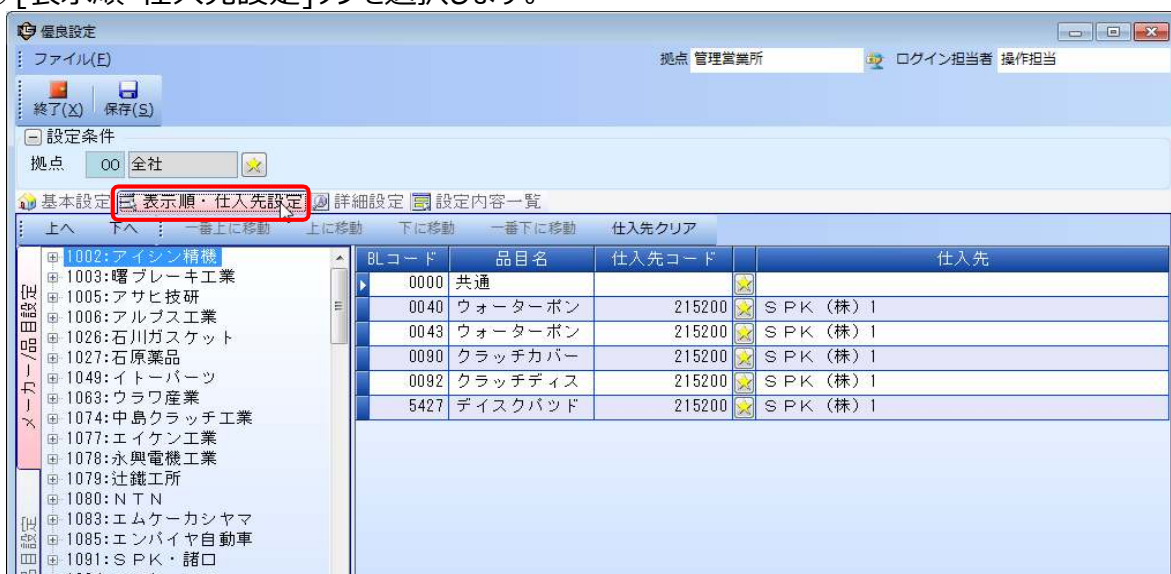 [表示順・仕入先設定]タブを選択します。
優良設定
ファイル(F) 拠点 管理営業所 ログイン担当者 操作担当
終了(X) 保存(S)
設定条件
拠点 00 全社
基本設定 表示順・仕入先設定 詳細設定 設定内容一覧
上へ 下へ 一番上に移動 上に移動 下に移動 一番下に移動 仕入先クリア
メーカー/品目設定
1002:アイシン精機
1003:曙ブレーキ工業
1005:アサヒ技研
1006:アルプス工業
1026:石川ガスケット
1027:石原薬品
1049:イトーパーツ
1063:ウラワ産業
1074:中島クラッチ工業
1077:エイケン工業
1078:永興電機工業
1079:辻鐵工所
1080:NTN
1083:エムケーカシヤマ
1085:エンパイヤ自動車
1091:SPK・諸口
BLコード 品目名 仕入先コード 仕入先
0000 共通
0040 ウォーターポン 215200 SPK(株)1
0043 ウォーターポン 215200 SPK(株)1
0090 クラッチカバー 215200 SPK(株)1
0092 クラッチディス 215200 SPK(株)1
5427 ディスクパッド 215200 SPK(株)1